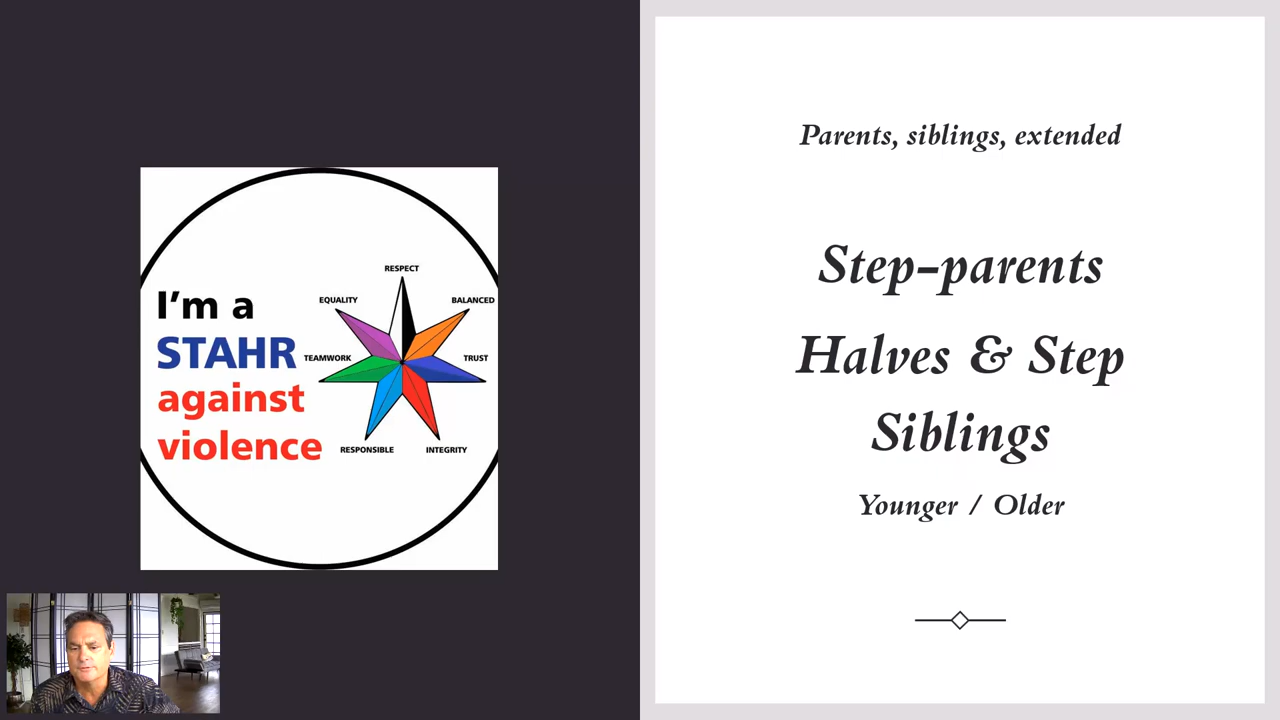 RESPECT
EQUALITY
BALANCED
I'm a
STAHR
TEAMWORK
TRUST
against
violence
RESPONSIBLE
INTEGRITY
Parents, siblings, extended
Step-parents
Halves & Step
Siblings
Younger / Older